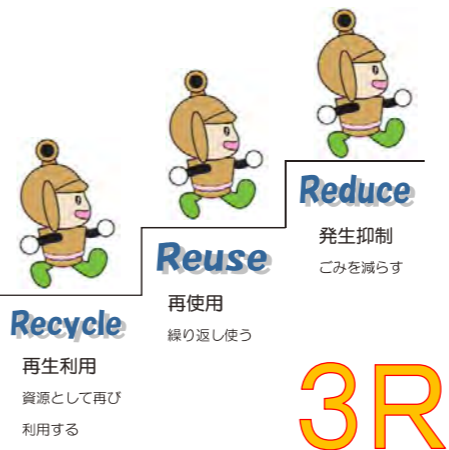 Reduce
発生抑制
ごみを減らす
Reuse
再使用
繰り返し使う
Recycle
再生利用
資源として再び
利用する
3R